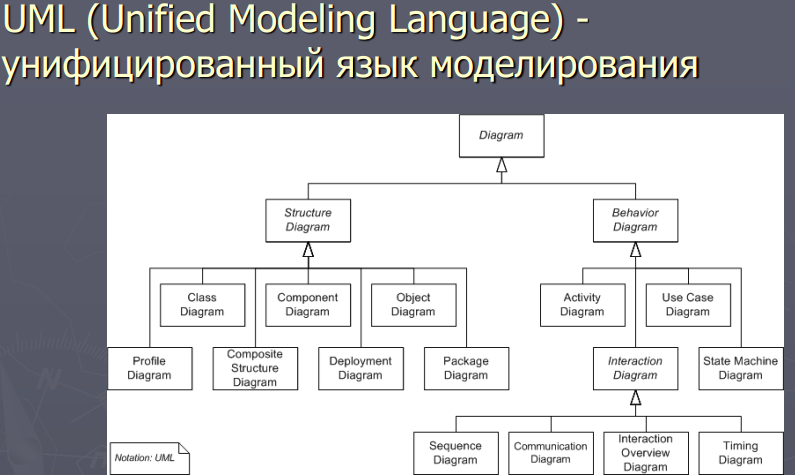 UML (Unified Modeling Language) -
унифицированный язык моделирования
Diagram
Structure
Diagram
Behavior
Diagram
Class
Diagram
Component
Diagram
Object
Diagram
Activity
Diagram
Use Case
Diagram
Profile
Diagram
Composite
Structure
Diagram
Deployment
Diagram
Package
Diagram
Interaction
Diagram
State Machine
Diagram
Sequence
Diagram
Communication
Diagram
Interaction
Overview
Diagram
Timing
Diagram
Notation: UML